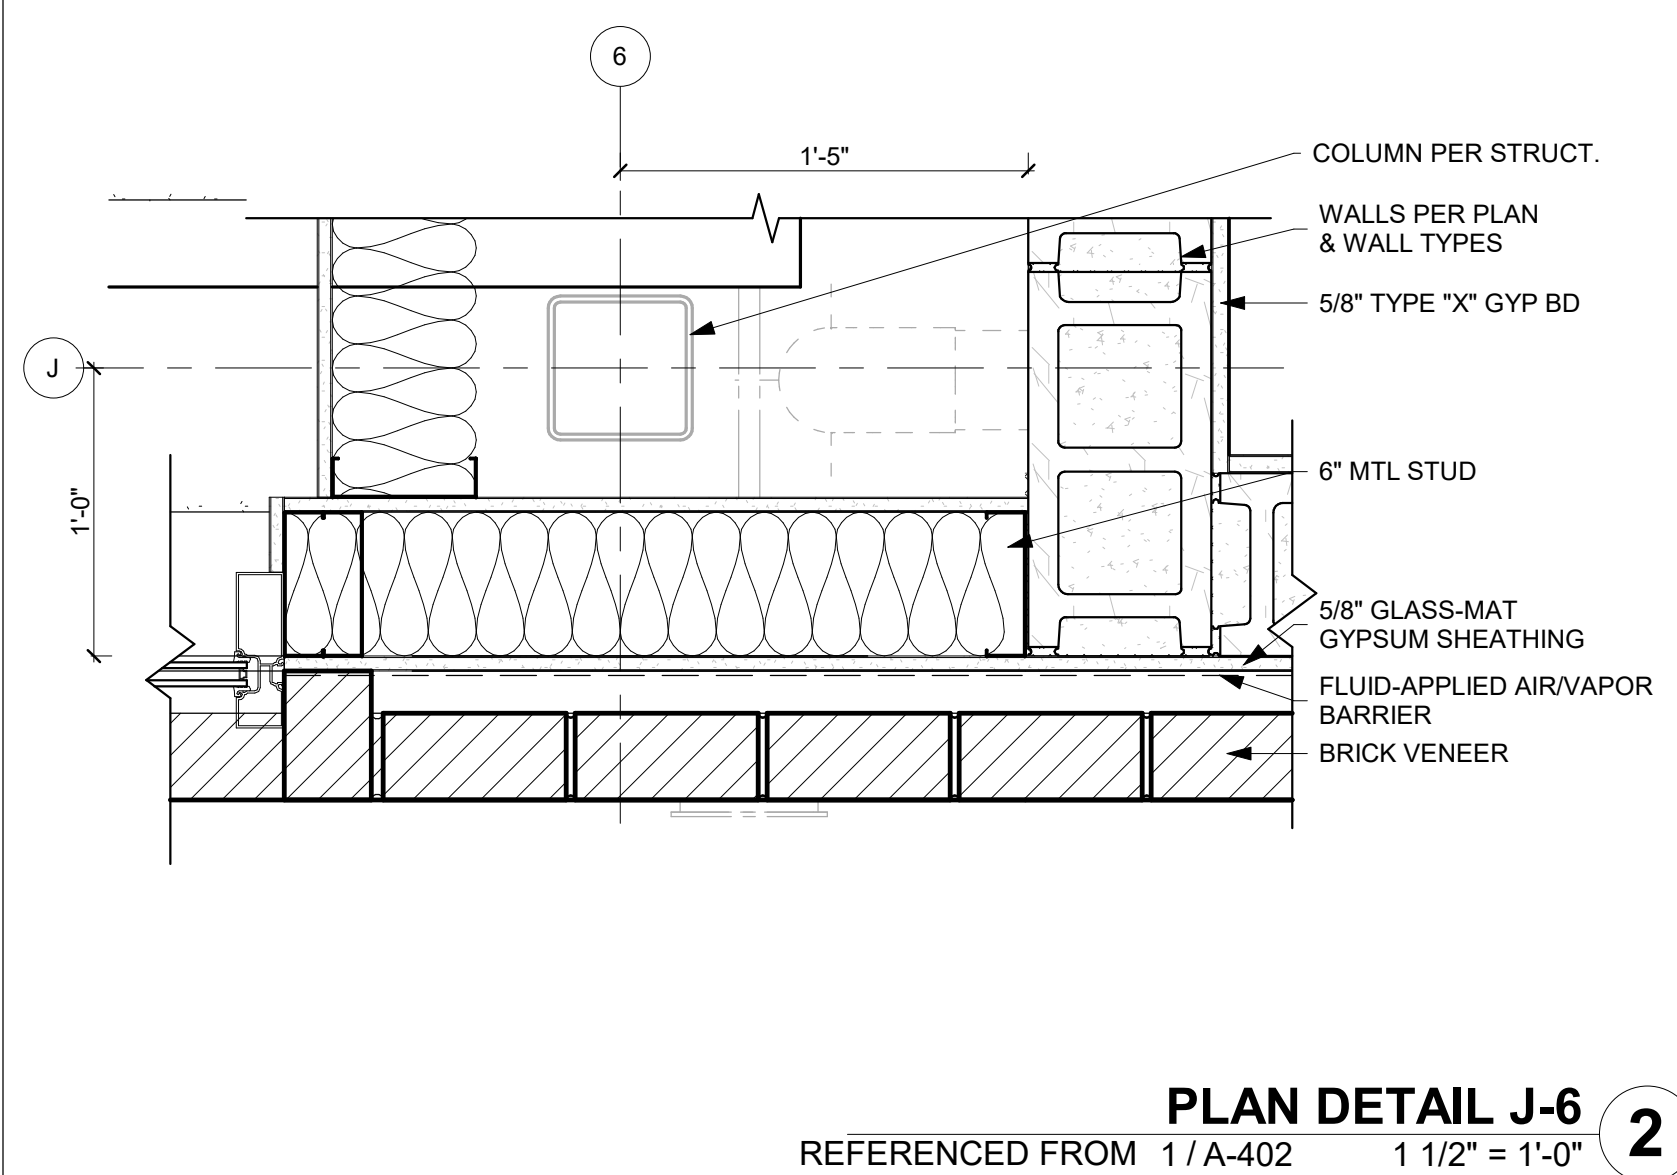 6
1'-5"
COLUMN PER STRUCT.
WALLS PER PLAN
& WALL TYPES
5/8" TYPE "X" GYP BD
J
6" MTL STUD
1'-0"
5/8" GLASS-MAT
GYPSUM SHEATHING
FLUID-APPLIED AIR/VAPOR
BARRIER
BRICK VENEER
PLAN DETAIL J-6
2
REFERENCED FROM 1 / A-402 1 1/2" = 1'-0"